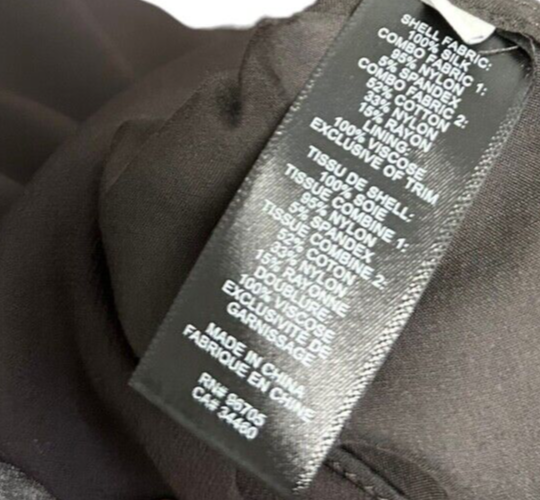 SHELL FABRIC:
100% SILK
COMBO FABRIC 1:
95% NYLON
5% SPANDEX
COMBO FABRIC 2:
52% COTTON
33% NYLON
15% RAYON
LINING:
100% VISCOSE
EXCLUSIVE OF TRIM
TISSU DE SHELL:
100% SOIE
TISSUE COMBINE 1:
95% NYLON
5% SPANDEX
TISSUE COMBINE 2:
52% COTON
33% NYLON
15% RAYONNE
DOUBLURE:
100% VISCOSE
EXCLUSIVITE DE
GARNISSAGE
MADE IN CHINA
FABRIQUE EN CHINE
RN# 96705
CA# 34460